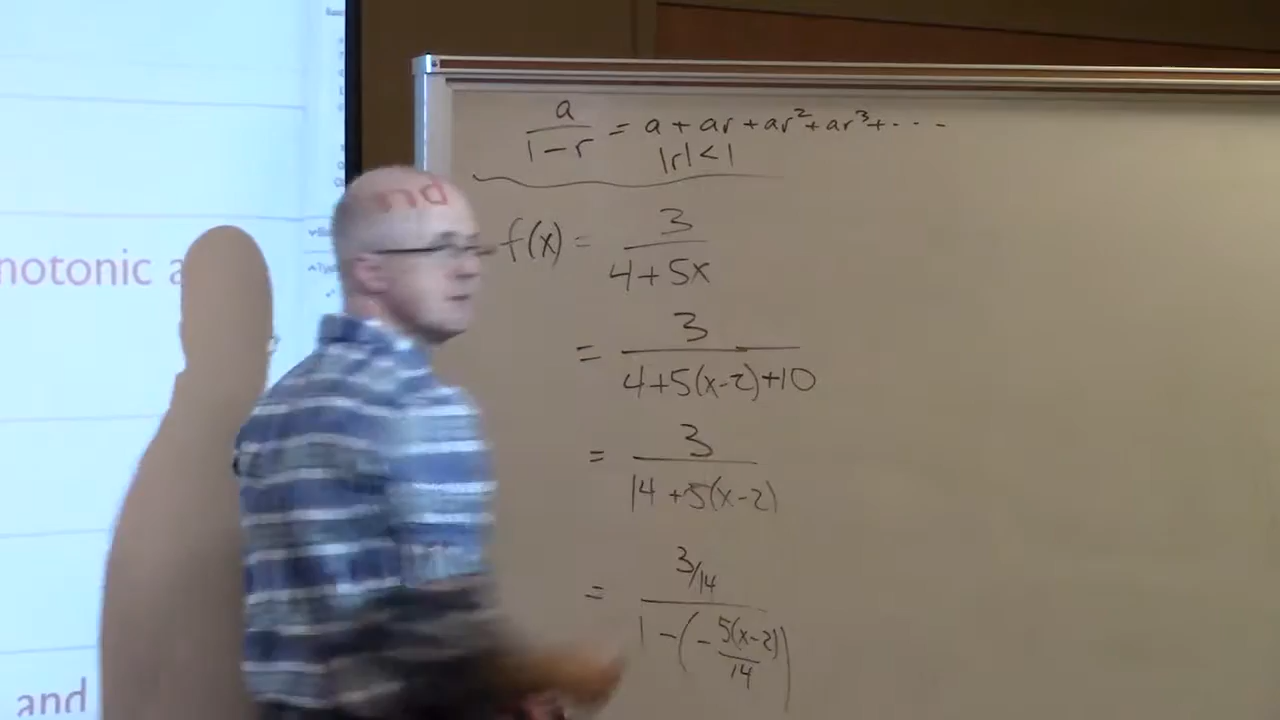 a/(1-r) = a + ar + ar² + ar³ + ...
|r| < 1
f(x) = 3/(4+5x)
= 3/(4+5(x-2)+10)
= 3/(14+5(x-2))
= (3/14)/(1-(-5(x-2)/14))
and
and